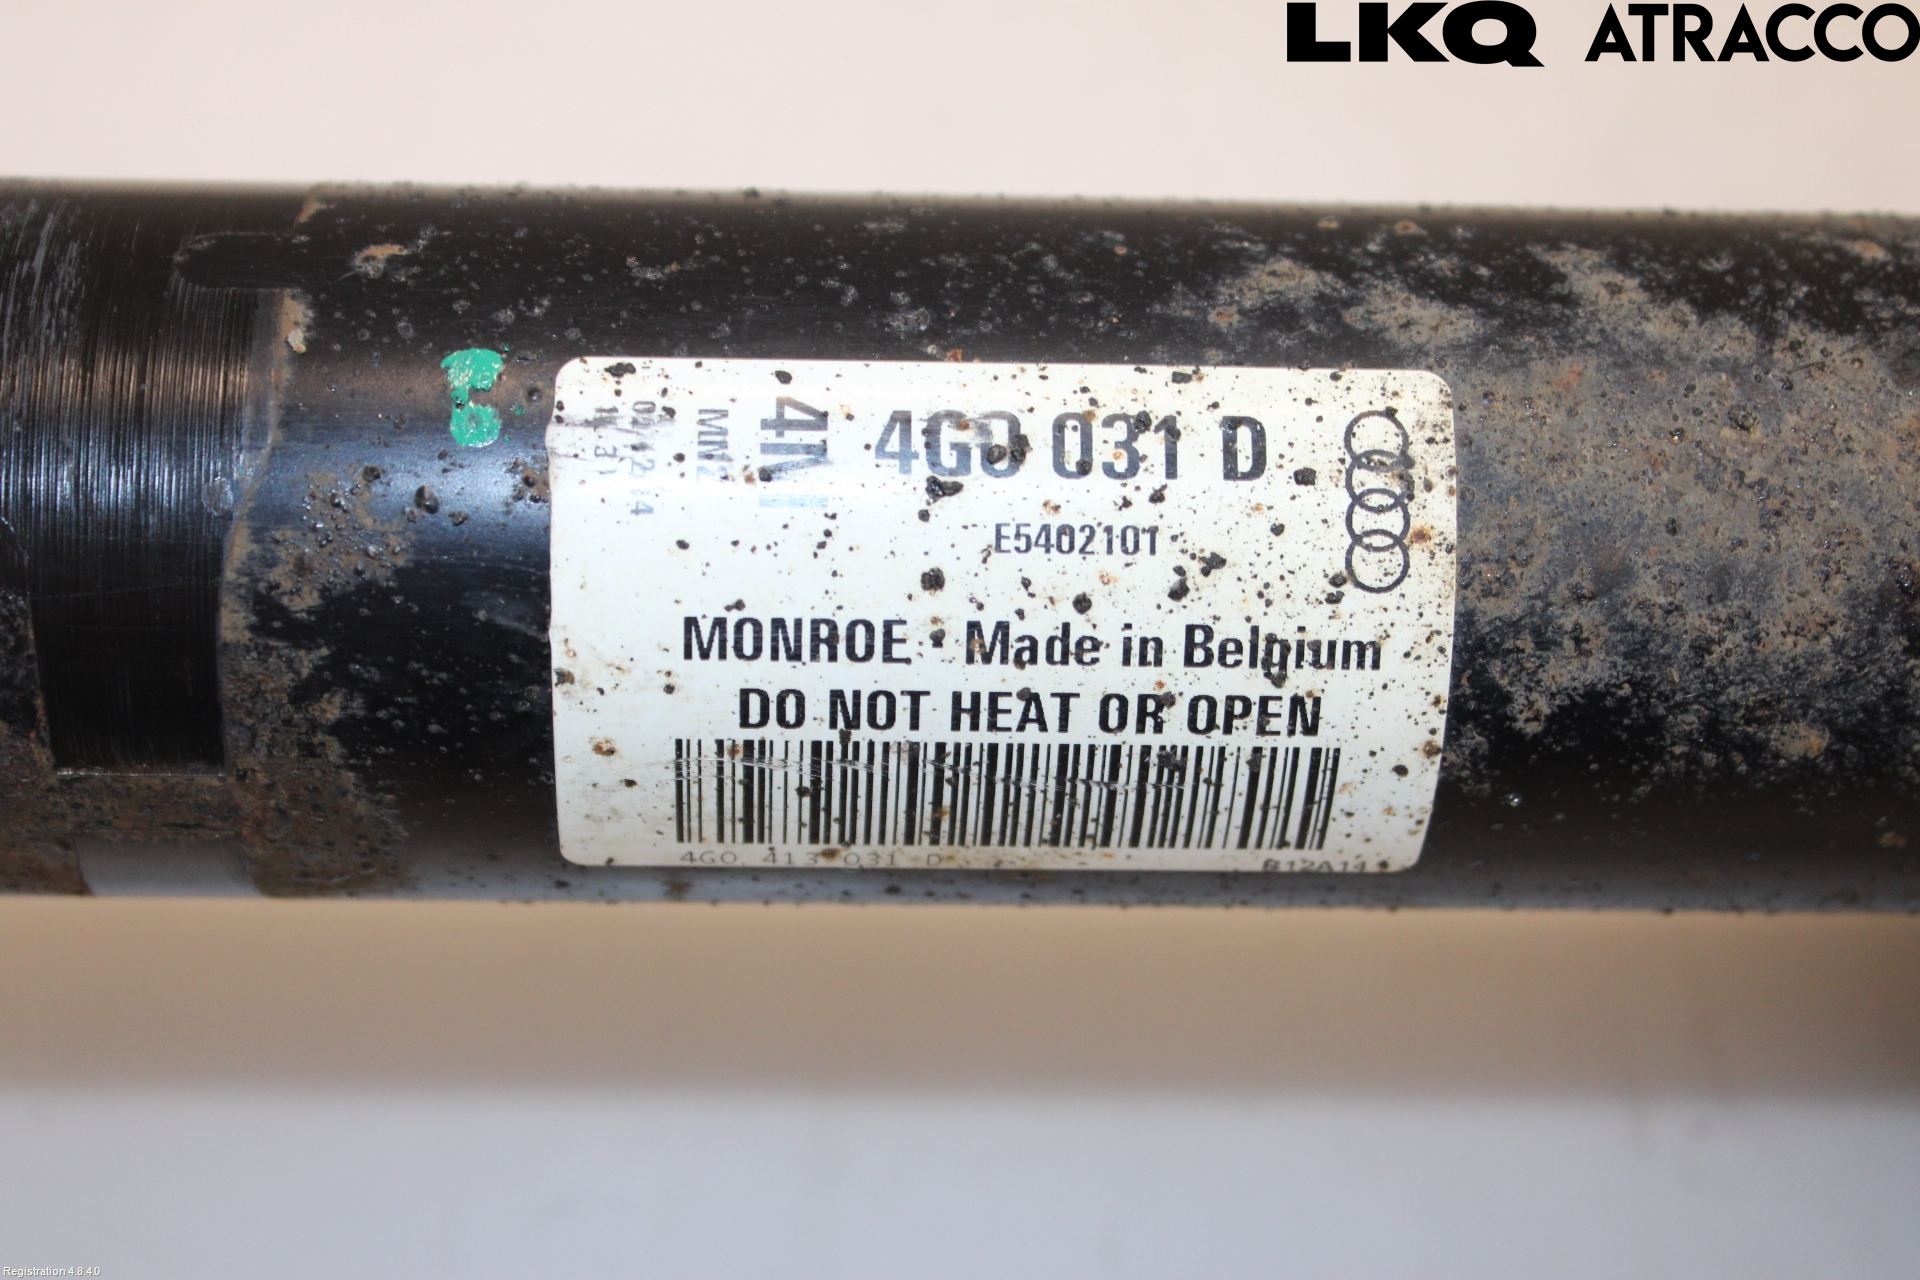 LKQ ATRACCO
4G0 031 D
E5402101
MONROE · Made in Belgium
DO NOT HEAT OR OPEN
4G0 413 031 D
B12A14
Registration 4.8.4.0